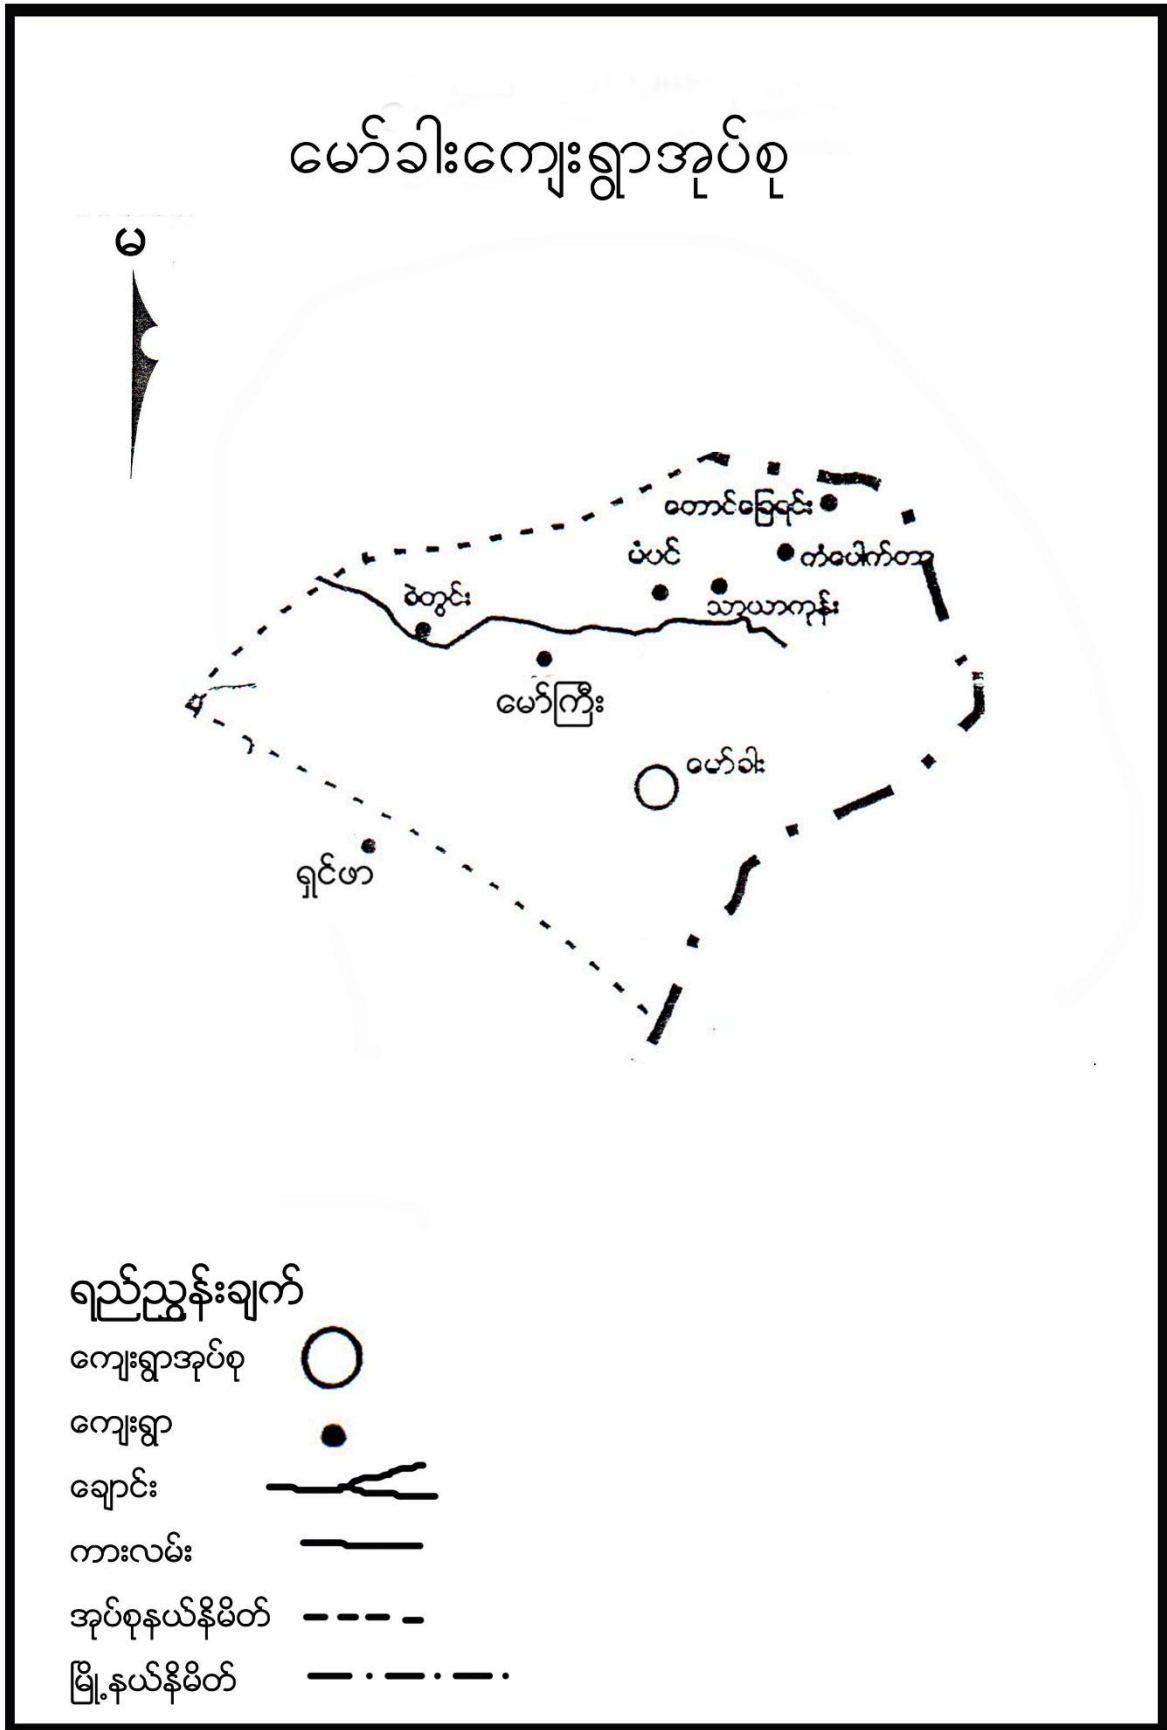 မော်ခါးကျေးရွာအုပ်စု
မ
တောင်ခြေရင်း
မံပင်
ကံပေါက်တာ
ခဲတွင်း
သာယာကုန်း
မော်ကြီး
မော်ခါး
ရှင်ဖာ
ရည်ညွှန်းချက်
ကျေးရွာအုပ်စု
ကျေးရွာ
ချောင်း
ကားလမ်း
အုပ်စုနယ်နိမိတ်
မြို့နယ်နိမိတ်